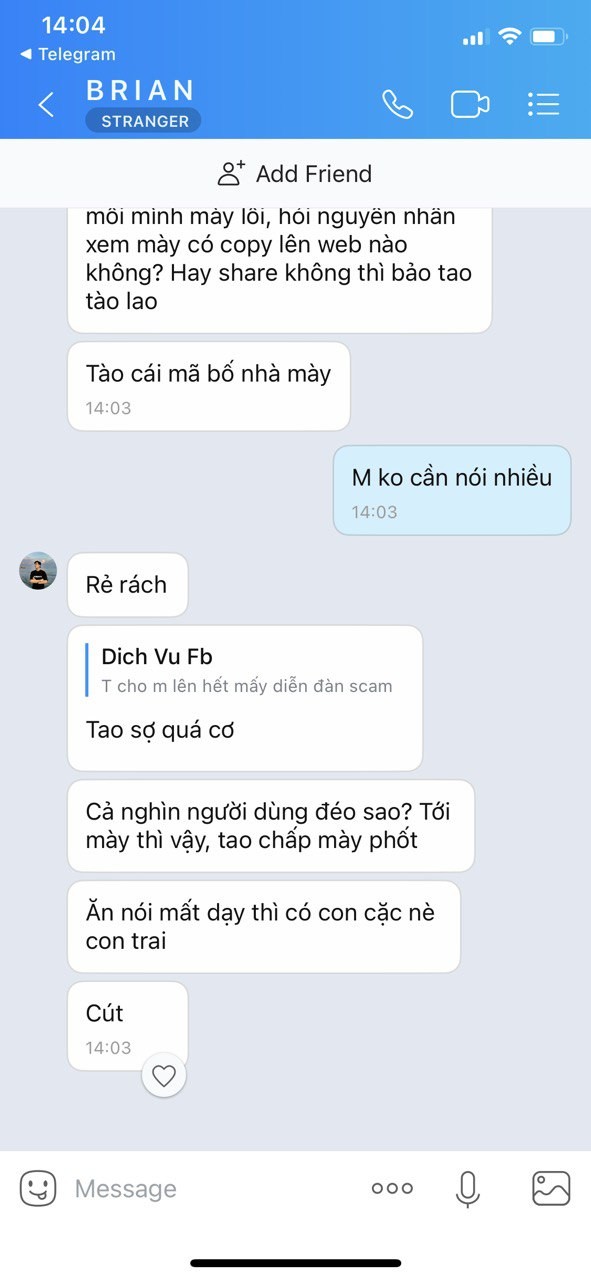 14:04
Telegram
BRIAN
STRANGER
Add Friend
mỗi mình mày lỗi, hỏi nguyên nhân
xem mày có copy lên web nào
không? Hay share không thì bảo tao
tào lao
Tào cái mã bố nhà mày
14:03
M ko cần nói nhiều
14:03
Rẻ rách
Dich Vu Fb
T cho m lên hết mấy diễn đàn scam
Tao sợ quá cơ
Cả nghìn người dùng đéo sao? Tới
mày thì vậy, tao chấp mày phốt
Ăn nói mất dạy thì có con cặc nè
con trai
Cút
14:03
Message